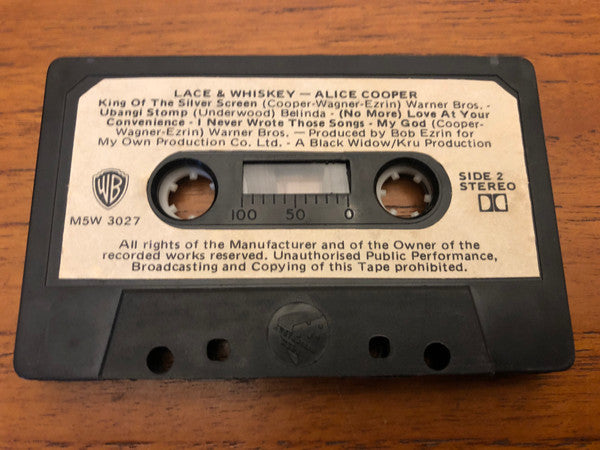 LACE & WHISKEY — ALICE COOPER
King Of The Silver Screen (Cooper-Wagner-Ezrin) Warner Bros. -
Ubangi Stomp (Underwood) Belinda - (No More) Love At Your
Convenience - I Never Wrote Those Songs - My God (Cooper-
Wagner-Ezrin) Warner Bros. — Produced by Bob Ezrin for
My Own Production Co. Ltd. - A Black Widow/Kru Production
WB
M5W 3027
100 50 0
SIDE 2
STEREO
All rights of the Manufacturer and of the Owner of the
recorded works reserved. Unauthorised Public Performance,
Broadcasting and Copying of this Tape prohibited.